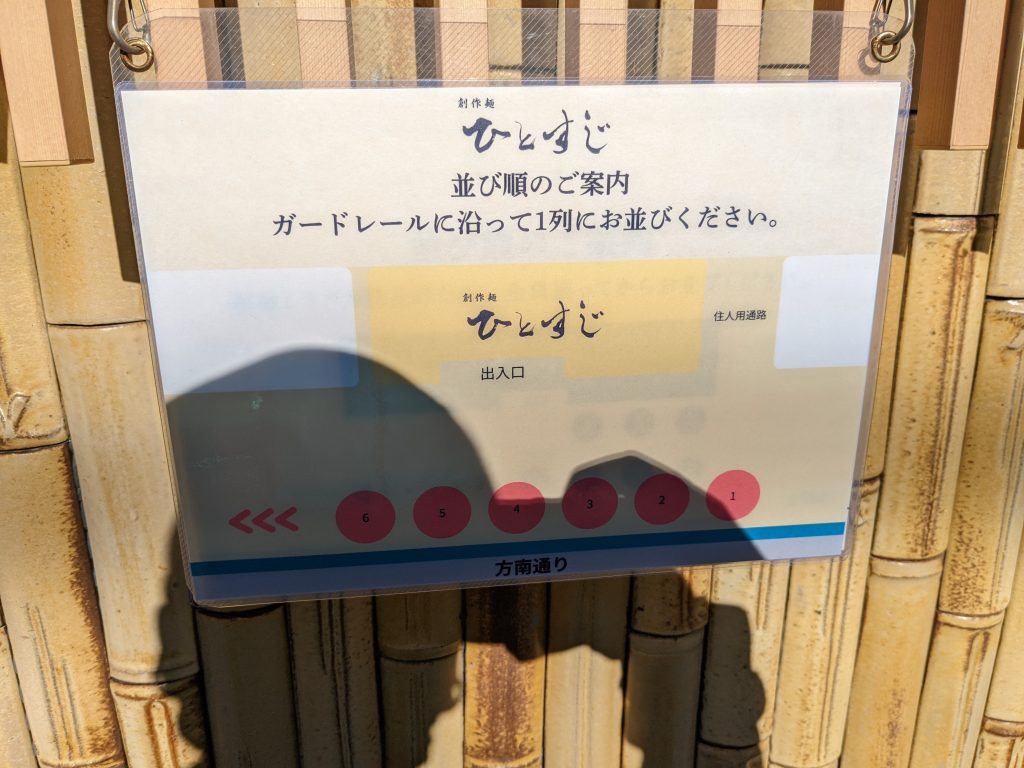 創作麺
ひとすじ
並び順のご案内
ガードレールに沿って1列にお並びください。
創作麺
ひとすじ
住人用通路
出入口
6 5 4 3 2 1
方南通り